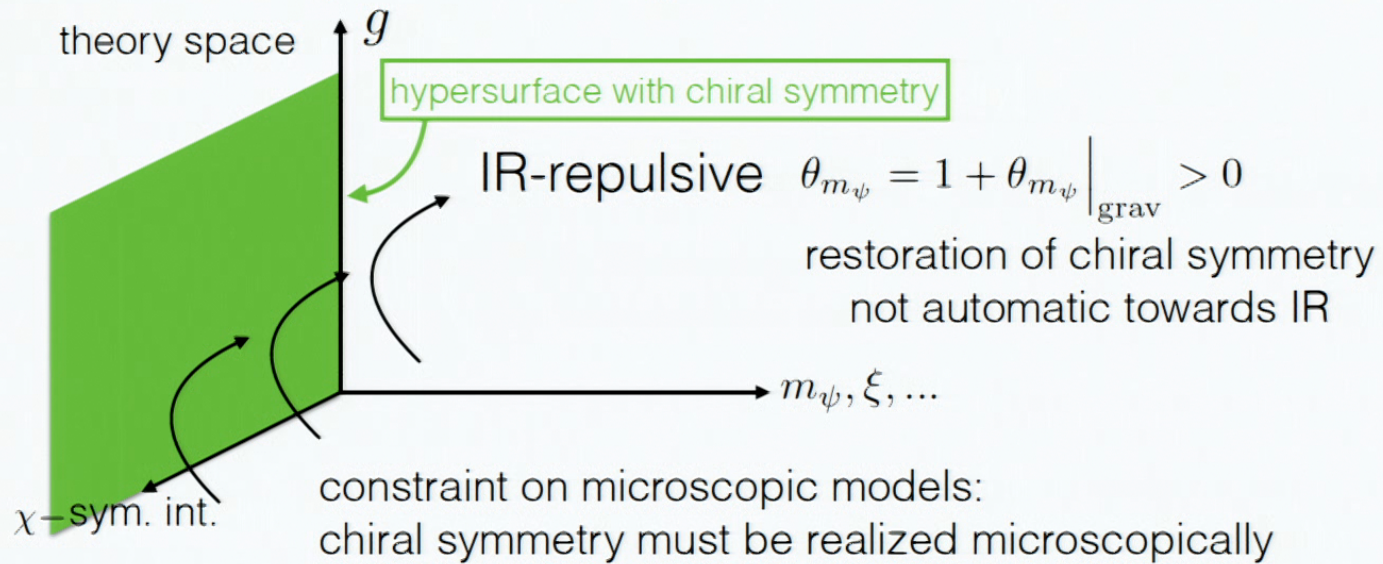 theory space
g
hypersurface with chiral symmetry
IR-repulsive θ_{m_ψ} = 1 + θ_{m_ψ}|_{grav} > 0
restoration of chiral symmetry
not automatic towards IR
m_ψ, ξ, ...
χ–sym. int.
constraint on microscopic models:
chiral symmetry must be realized microscopically